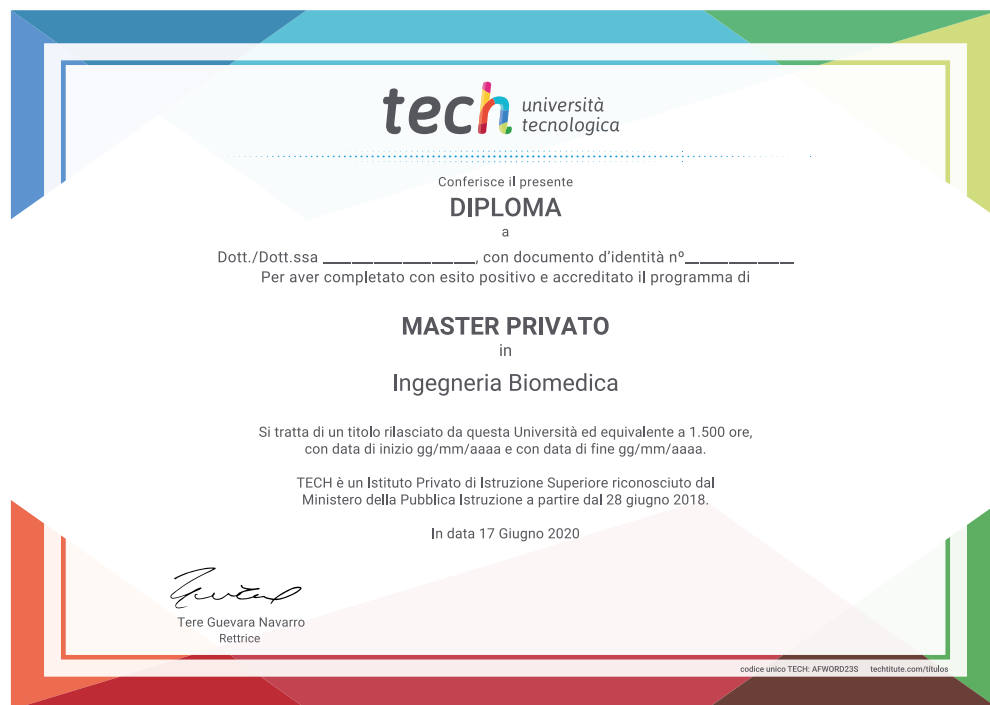 tech università
tecnologica
Conferisce il presente
DIPLOMA
a
Dott./Dott.ssa ___________________, con documento d'identità nº______________
Per aver completato con esito positivo e accreditato il programma di
MASTER PRIVATO
in
Ingegneria Biomedica
Si tratta di un titolo rilasciato da questa Università ed equivalente a 1.500 ore,
con data di inizio gg/mm/aaaa e con data di fine gg/mm/aaaa.
TECH è un Istituto Privato di Istruzione Superiore riconosciuto dal
Ministero della Pubblica Istruzione a partire dal 28 giugno 2018.
In data 17 Giugno 2020
Tere Guevara Navarro
Rettrice
codice unico TECH: AFWORD23S techtitute.com/títulos